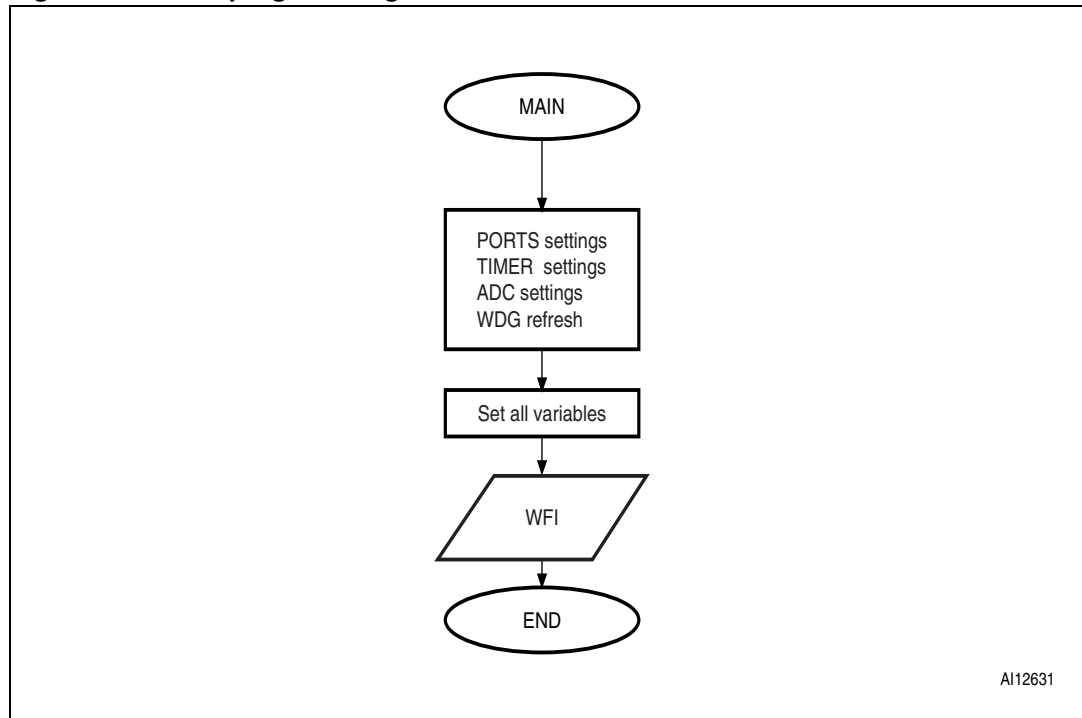 MAIN
PORTS settings
TIMER settings
ADC settings
WDG refresh
Set all variables
WFI
END
AI12631